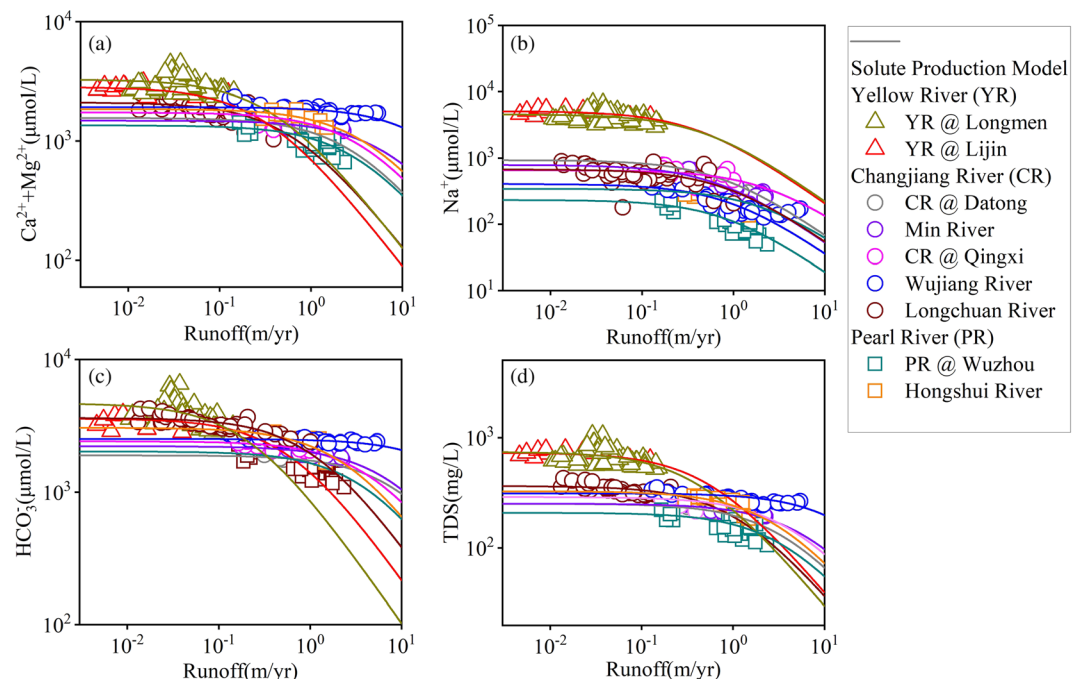 (a)
Ca²⁺+Mg²⁺(μmol/L)
10⁴
10³
10²
10⁻² 10⁻¹ 10⁰ 10¹
Runoff(m/yr)
(b)
Na⁺(μmol/L)
10⁵
10⁴
10³
10²
10¹
10⁻² 10⁻¹ 10⁰ 10¹
Runoff(m/yr)
(c)
HCO₃⁻(μmol/L)
10⁴
10³
10²
10⁻² 10⁻¹ 10⁰ 10¹
Runoff(m/yr)
(d)
TDS(mg/L)
10³
10²
10⁻² 10⁻¹ 10⁰ 10¹
Runoff(m/yr)
Solute Production Model
Yellow River (YR)
YR @ Longmen
YR @ Lijin
Changjiang River (CR)
CR @ Datong
Min River
CR @ Qingxi
Wujiang River
Longchuan River
Pearl River (PR)
PR @ Wuzhou
Hongshui River